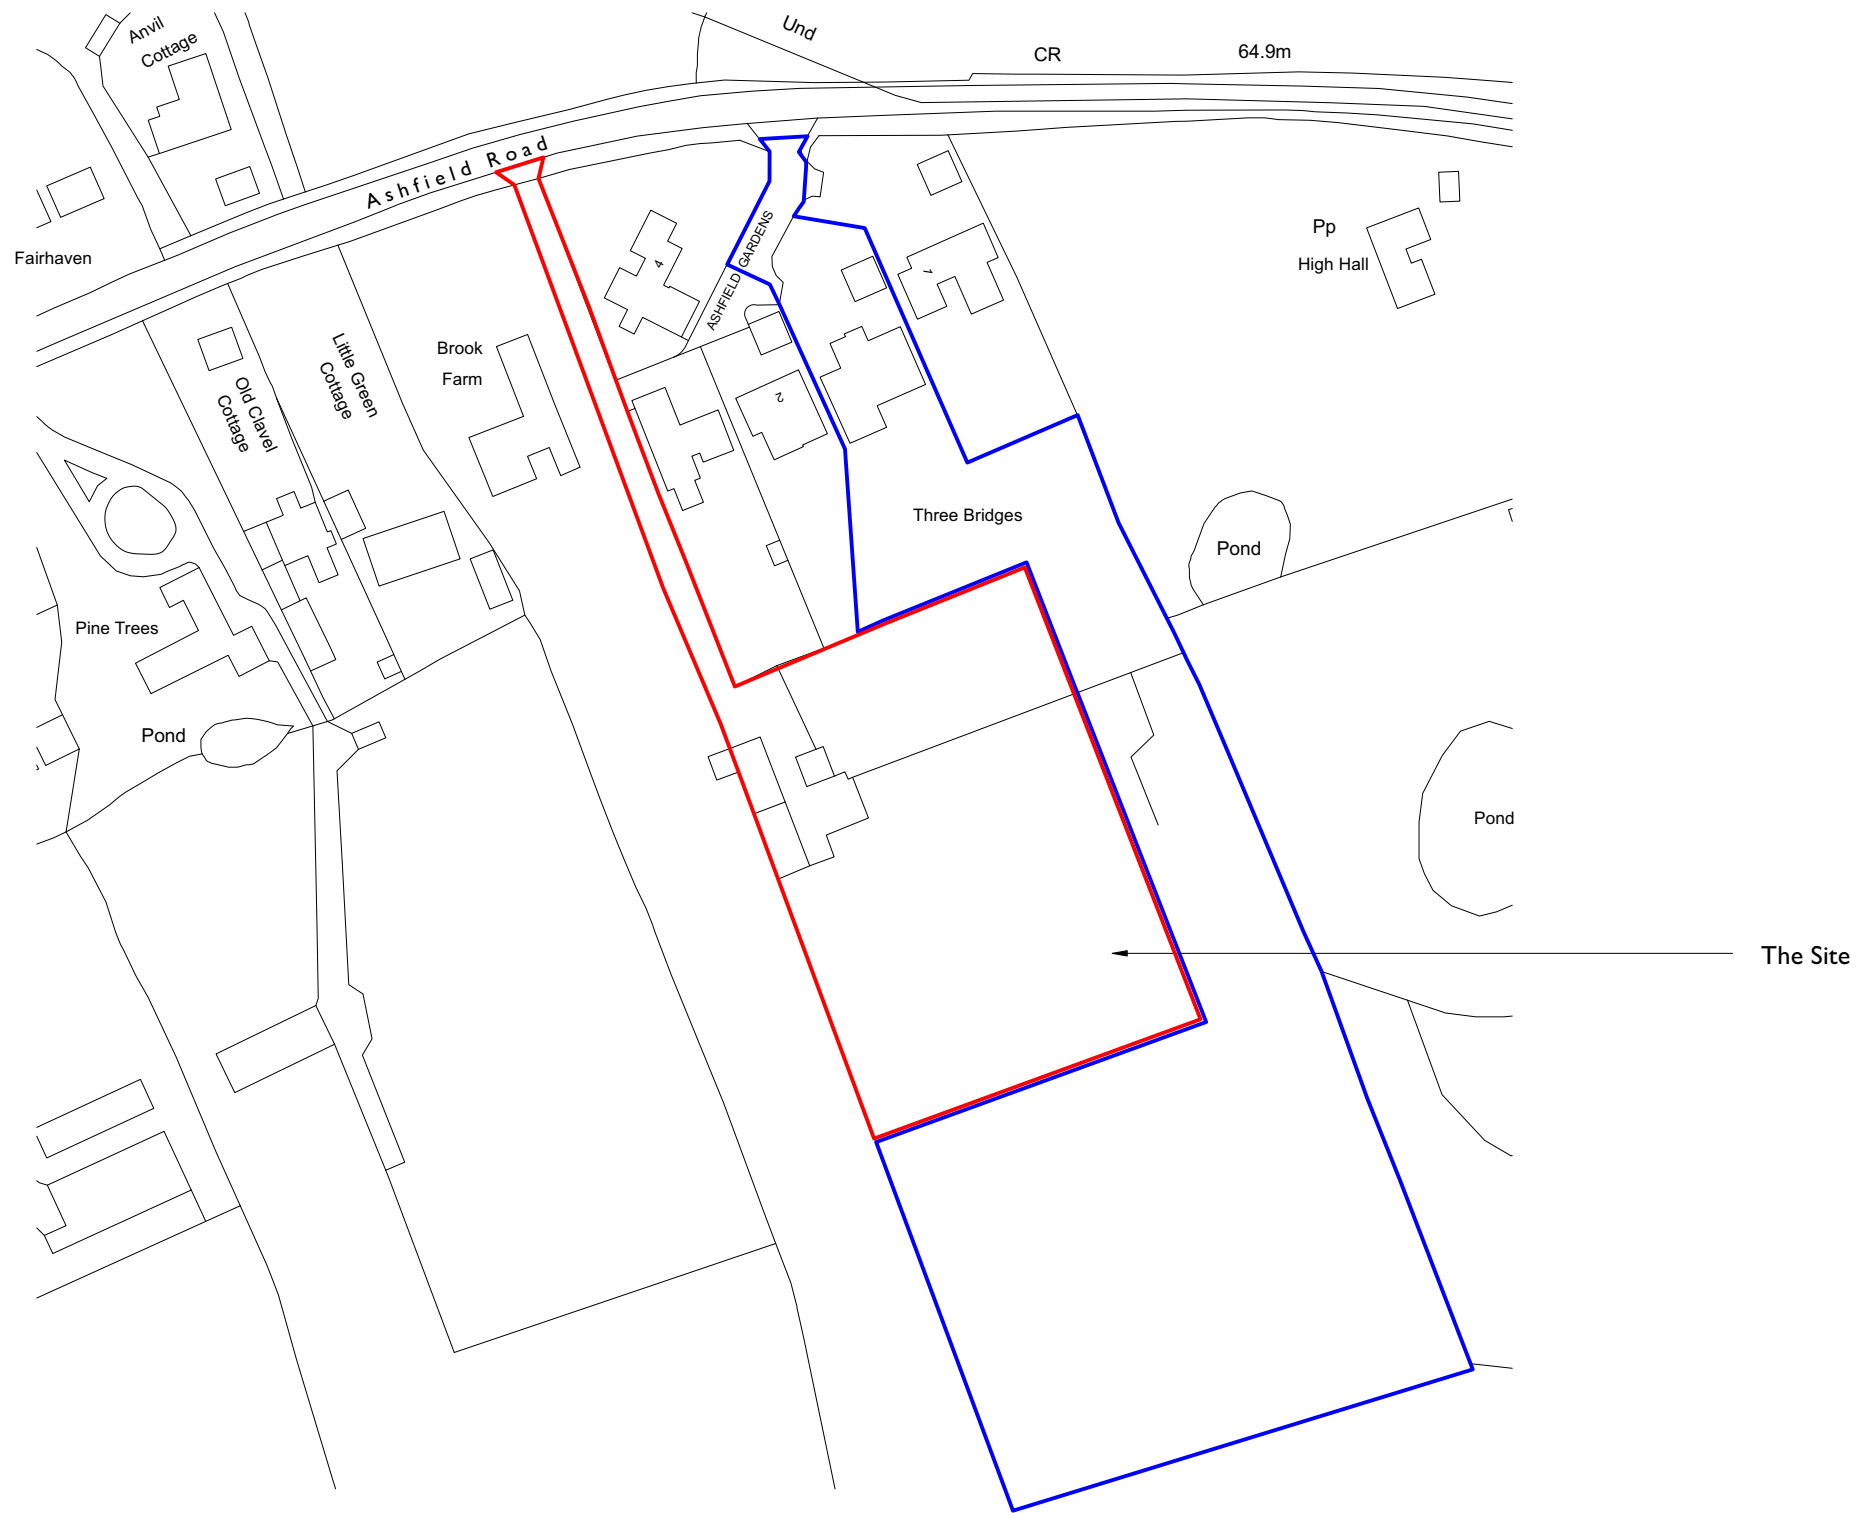 Anvil
Cottage
Und
CR
64.9m
Ashfield Road
Fairhaven
Pp
High Hall
4
ASHFIELD GARDENS
1
Brook
Farm
Little Green
Cottage
Old Clavel
Cottage
2
Three Bridges
Pond
Pine Trees
Pond
Pond
The Site